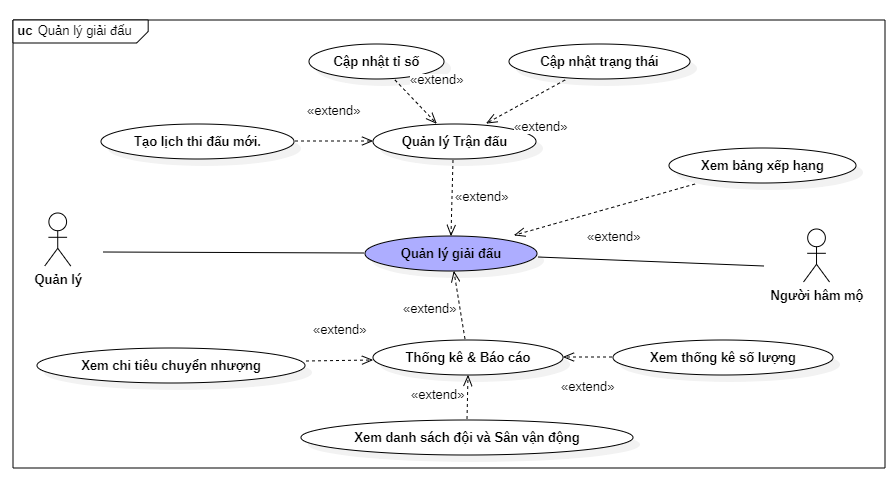 uc Quản lý giải đấu
Cập nhật tỉ số
Cập nhật trạng thái
«extend»
«extend»
«extend»
Tạo lịch thi đấu mới.
Quản lý Trận đấu
Xem bảng xếp hạng
«extend»
«extend»
Quản lý giải đấu
Quản lý
Người hâm mộ
«extend»
«extend»
Thống kê & Báo cáo
Xem thống kê số lượng
Xem chi tiêu chuyển nhượng
«extend»
«extend»
Xem danh sách đội và Sân vận động